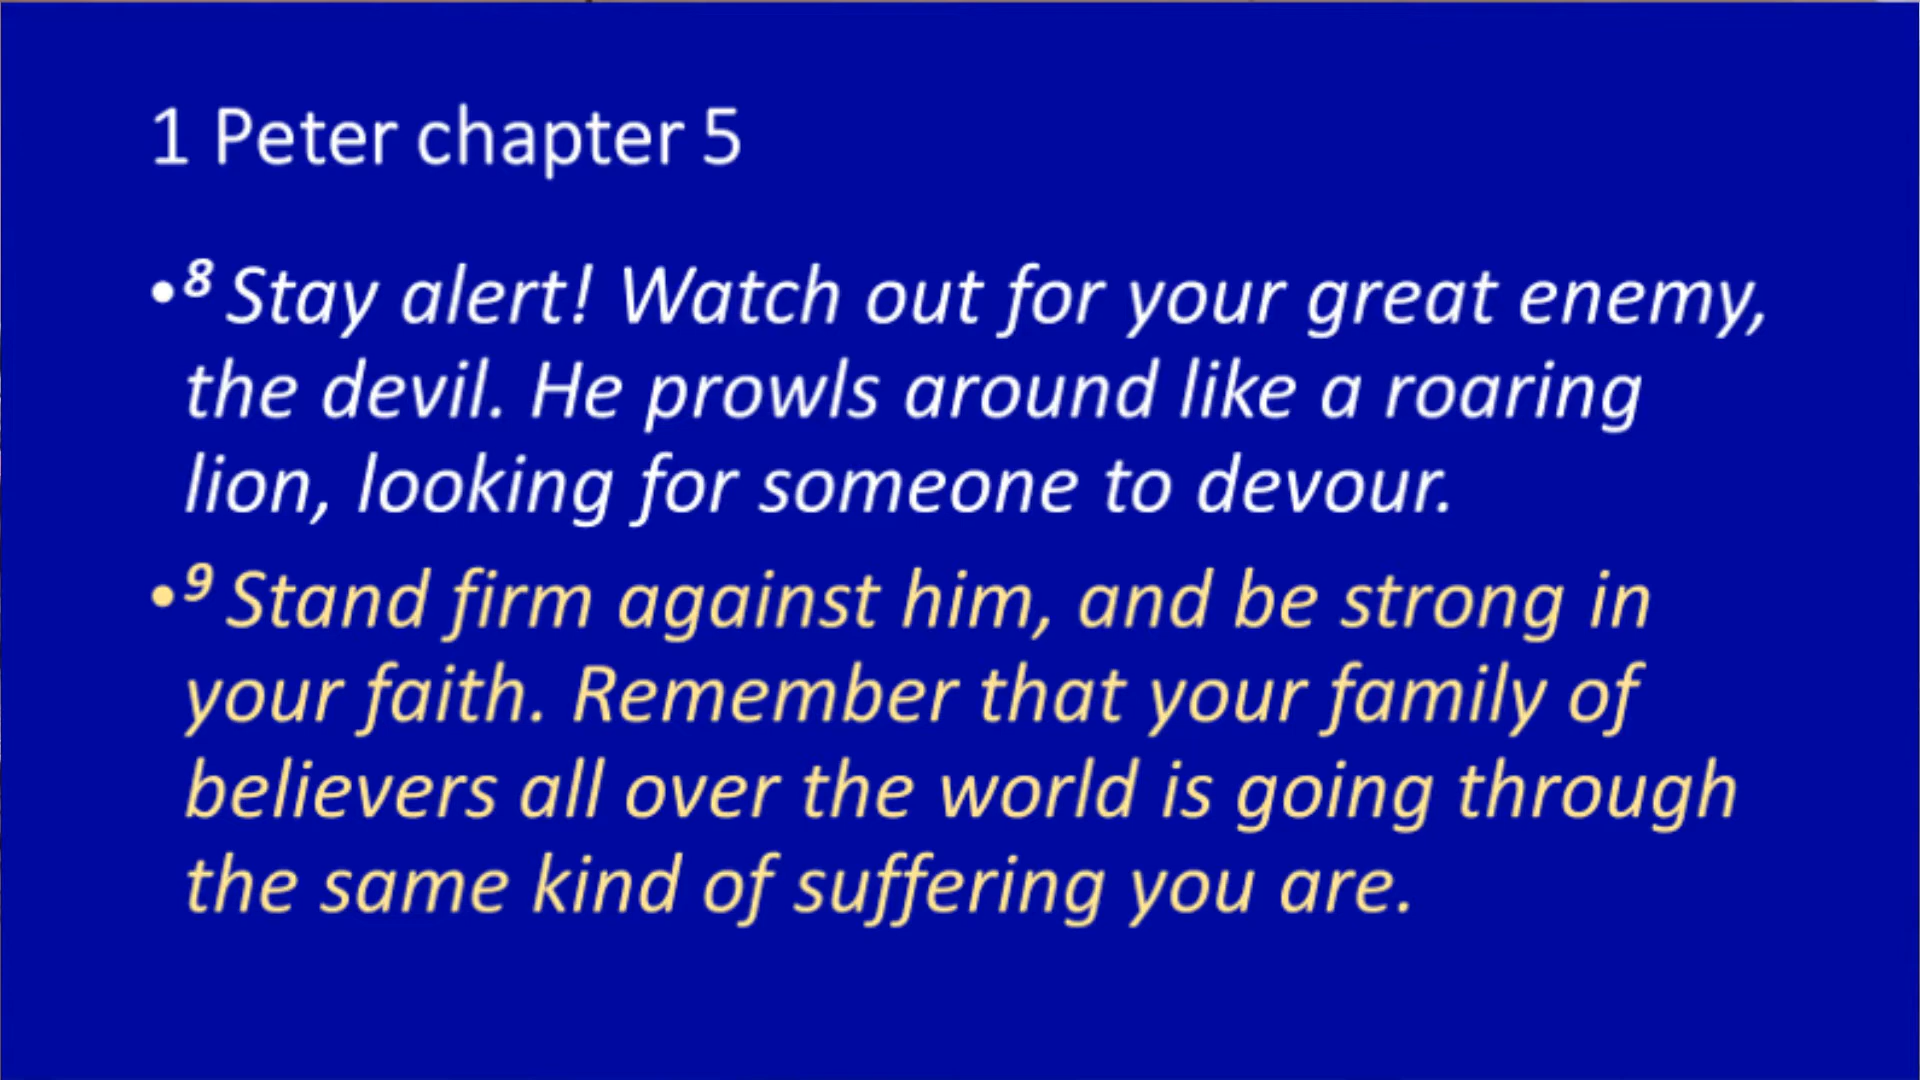 1 Peter chapter 5
•8 Stay alert! Watch out for your great enemy,
the devil. He prowls around like a roaring
lion, looking for someone to devour.
•9 Stand firm against him, and be strong in
your faith. Remember that your family of
believers all over the world is going through
the same kind of suffering you are.